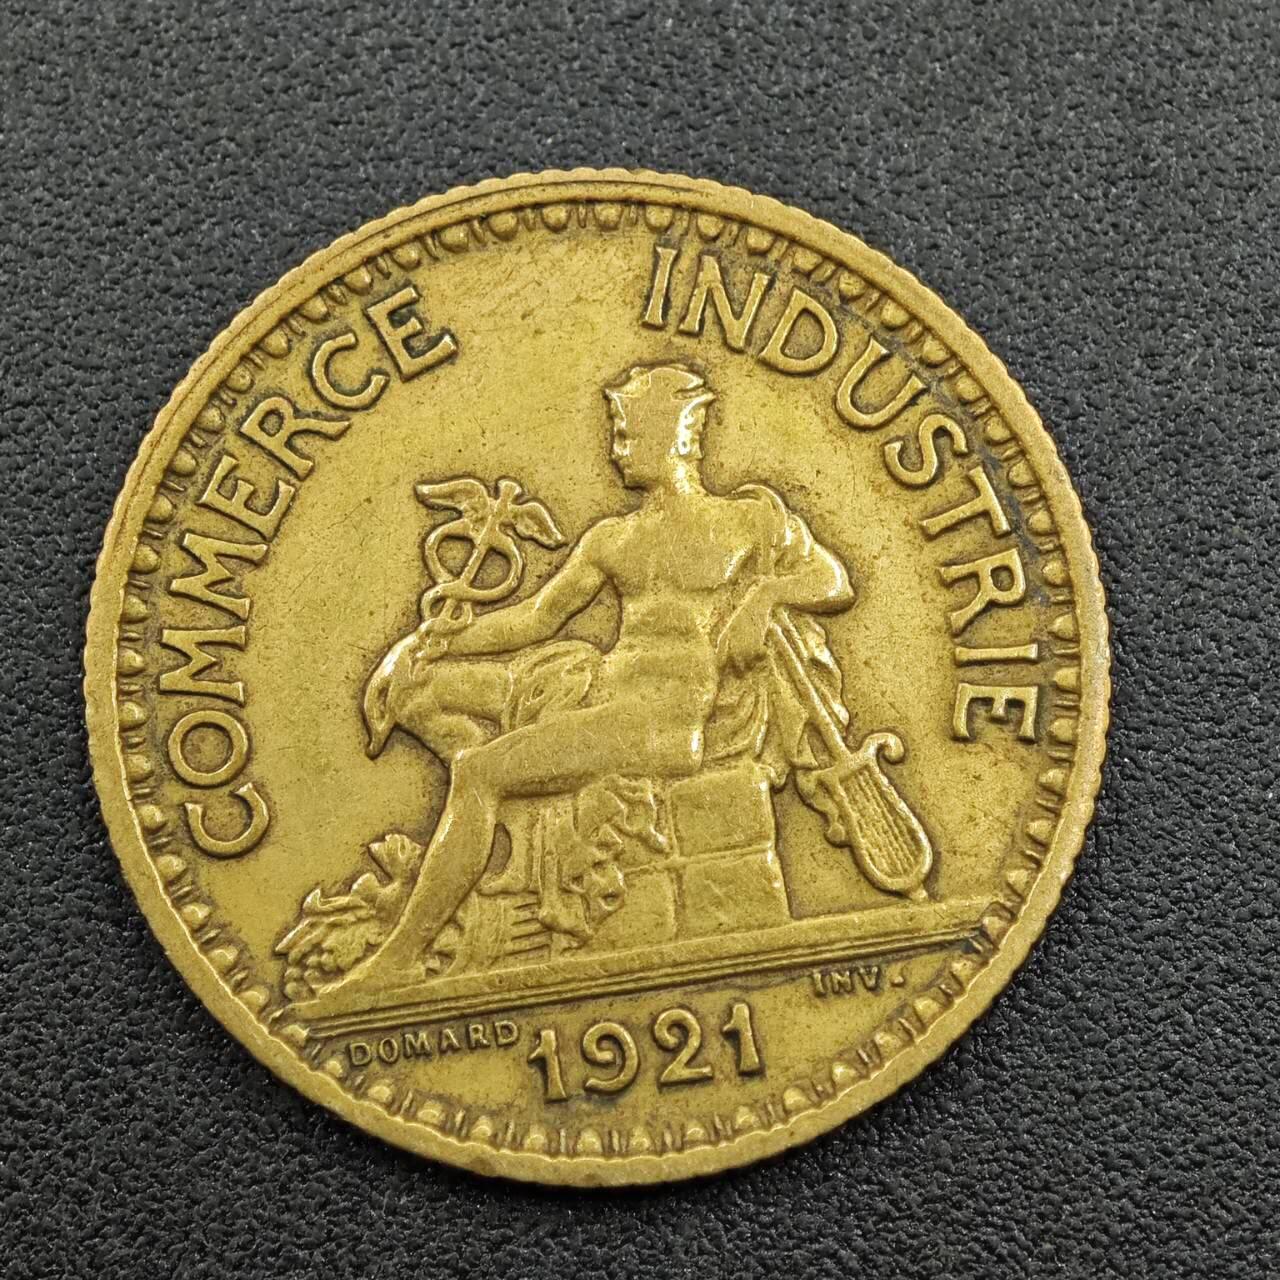 COMMERCE INDUSTRIE
DOMARD INV.
1921